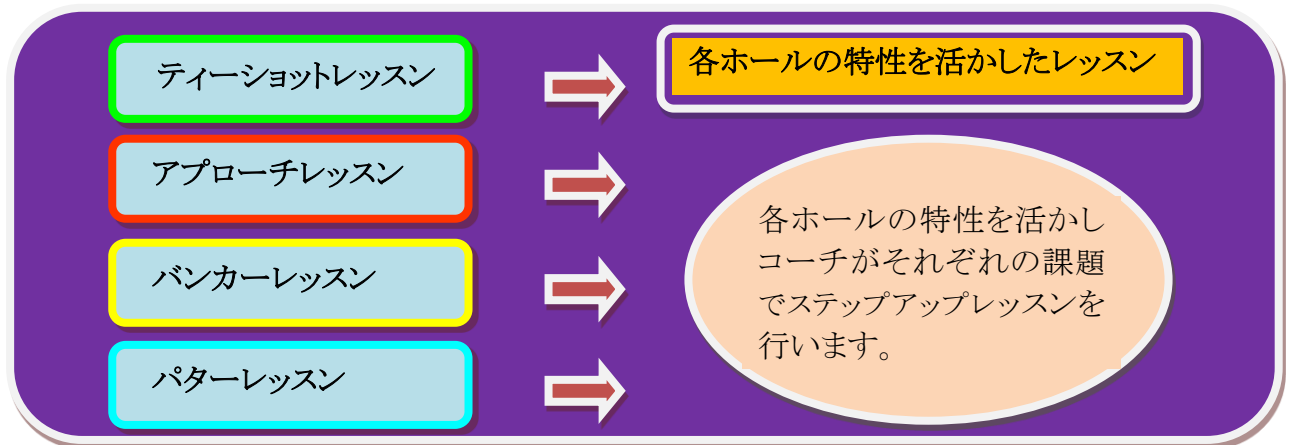 ティーショットレッスン
各ホールの特性を活かしたレッスン
アプローチレッスン
バンカーレッスン
パターレッスン
各ホールの特性を活かし
コーチがそれぞれの課題
でステップアップレッスンを
行います。